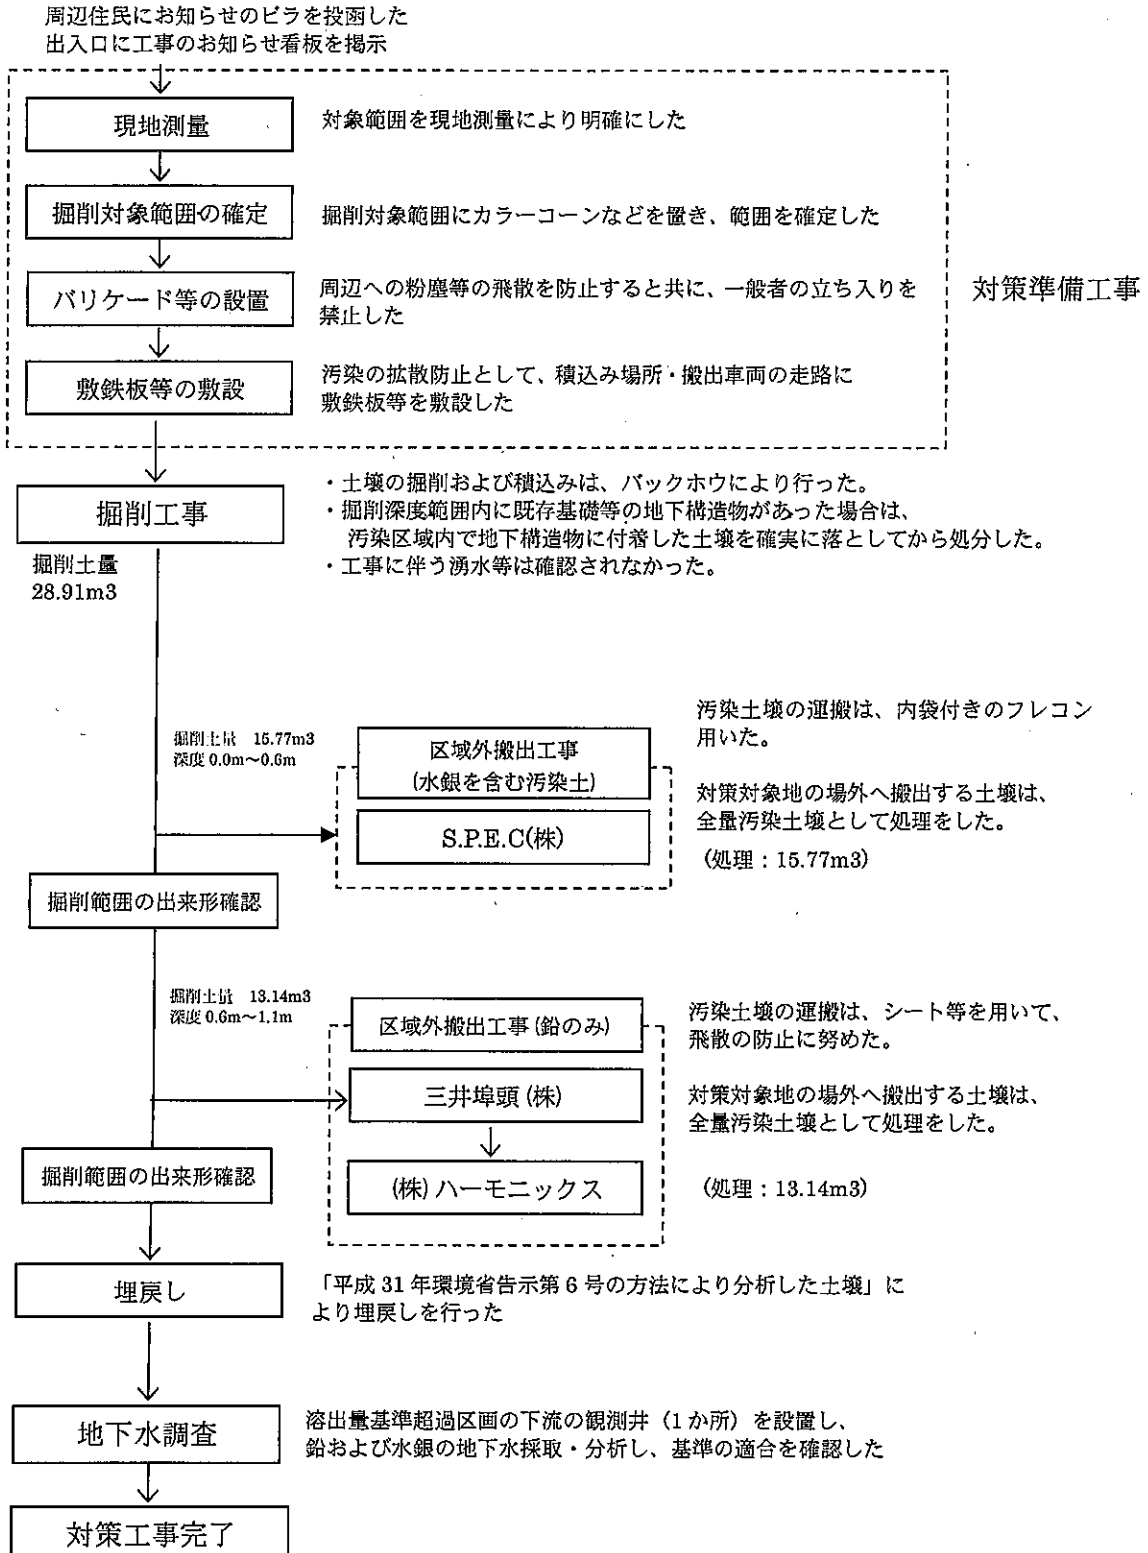 周辺住民にお知らせのビラを投函した
出入口に工事のお知らせ看板を掲示
現地測量
対象範囲を現地測量により明確にした
掘削対象範囲の確定
掘削対象範囲にカラーコーンなどを置き、範囲を確定した
バリケード等の設置
周辺への粉塵等の飛散を防止すると共に、一般者の立ち入りを
禁止した
対策準備工事
敷鉄板等の敷設
汚染の拡散防止として、積込み場所・搬出車両の走路に
敷鉄板等を敷設した
掘削工事
・土壌の掘削および積込みは、バックホウにより行った。
・掘削深度範囲内に既存基礎等の地下構造物があった場合は、
汚染区域内で地下構造物に付着した土壌を確実に落としてから処分した。
・工事に伴う湧水等は確認されなかった。
掘削土量
28.91m3
掘削土量 15.77m3
深度 0.0m～0.6m
区域外搬出工事
(水銀を含む汚染土)
S.P.E.C(株)
汚染土壌の運搬は、内袋付きのフレコン
用いた。
対策対象地の場外へ搬出する土壌は、
全量汚染土壌として処理をした。
(処理：15.77m3)
掘削範囲の出来形確認
掘削土量 13.14m3
深度 0.6m～1.1m
区域外搬出工事 (鉛のみ)
三井埠頭 (株)
(株) ハーモニックス
汚染土壌の運搬は、シート等を用いて、
飛散の防止に努めた。
対策対象地の場外へ搬出する土壌は、
全量汚染土壌として処理をした。
(処理：13.14m3)
掘削範囲の出来形確認
埋戻し
「平成 31 年環境省告示第 6 号の方法により分析した土壌」に
より埋戻しを行った
地下水調査
溶出量基準超過区画の下流の観測井（1 か所）を設置し、
鉛および水銀の地下水採取・分析し、基準の適合を確認した
対策工事完了